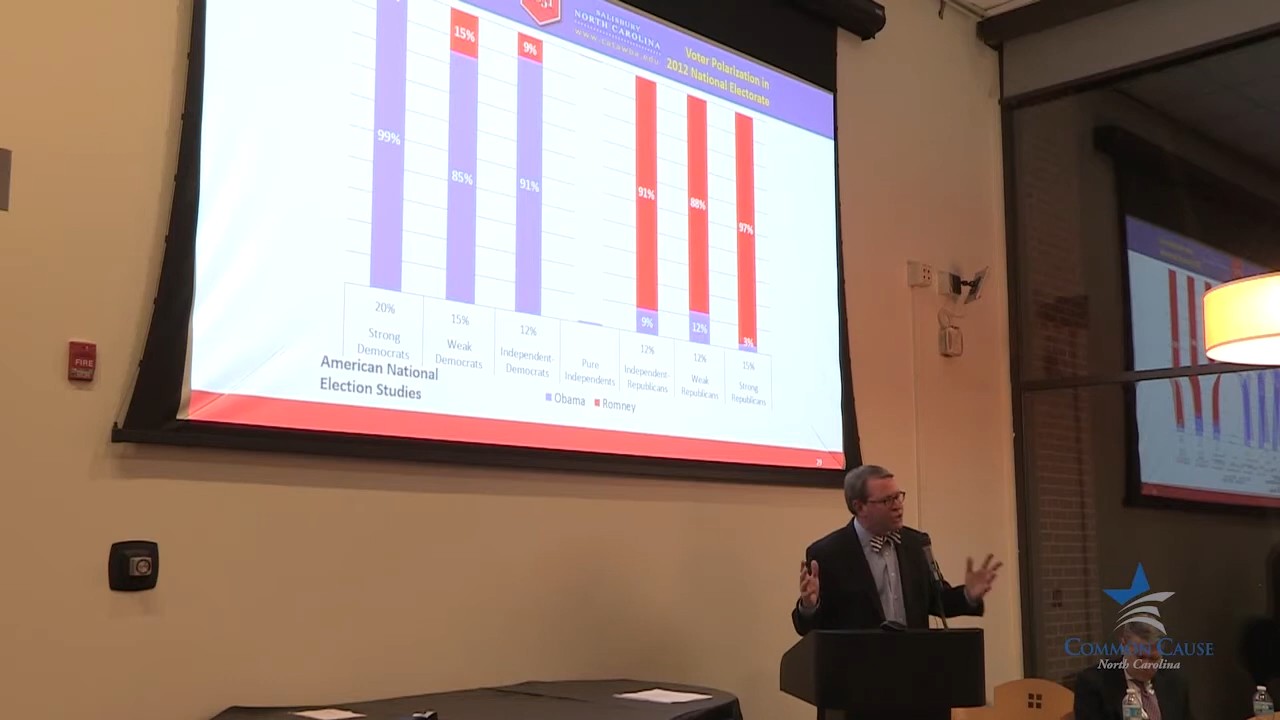 SALISBURY
NORTH CAROLINA
www.catawba.edu
Voter Polarization in
2012 National Electorate
15%
9%
99%
85%
91%
91%
88%
97%
9%
12%
3%
20%
Strong
Democrats
15%
Weak
Democrats
12%
Independent-
Democrats
Pure
Independents
12%
Independent-
Republicans
12%
Weak
Republicans
15%
Strong
Republicans
American National
Election Studies
Obama Romney
FIRE
COMMON CAUSE
North Carolina